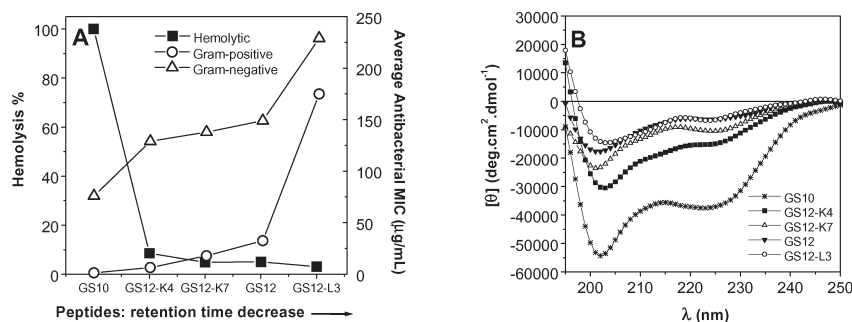 A
Hemolytic
Gram-positive
Gram-negative
Hemolysis %
100
80
60
40
20
0
Average Antibacterial MIC (μg/mL)
250
200
150
100
50
0
GS10 GS12-K4 GS12-K7 GS12 GS12-L3
Peptides: retention time decrease
B
[θ] (deg.cm2.dmol-1)
30000
20000
10000
0
-10000
-20000
-30000
-40000
-50000
-60000
GS10
GS12-K4
GS12-K7
GS12
GS12-L3
200 210 220 230 240 250
λ (nm)